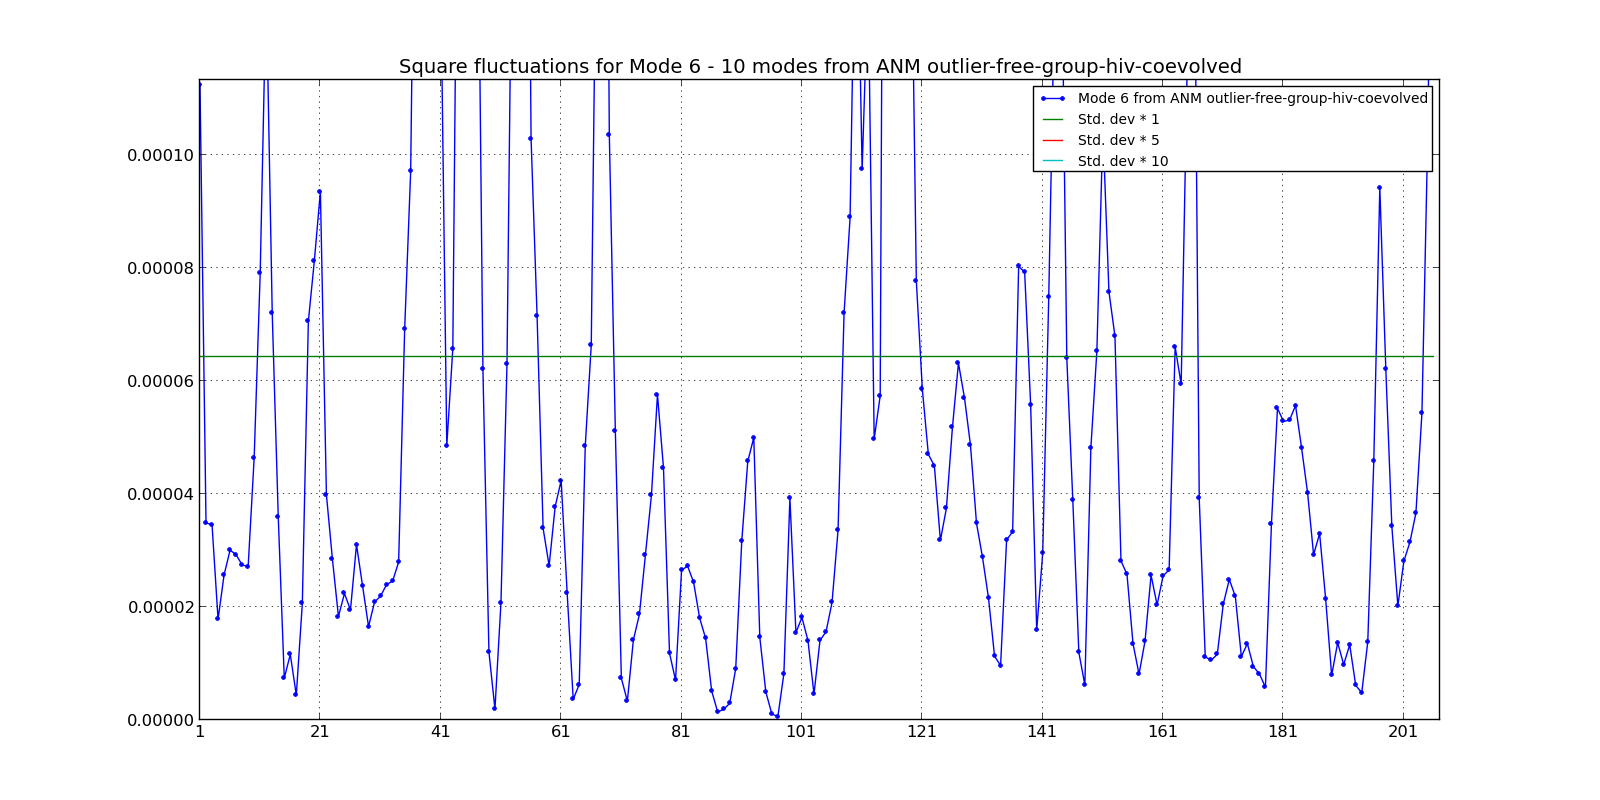 Square fluctuations for Mode 6 - 10 modes from ANM outlier-free-group-hiv-coevolved
Mode 6 from ANM outlier-free-group-hiv-coevolved
Std. dev * 1
Std. dev * 5
Std. dev * 10
0.00010
0.00008
0.00006
0.00004
0.00002
0.00000
1 21 41 61 81 101 121 141 161 181 201